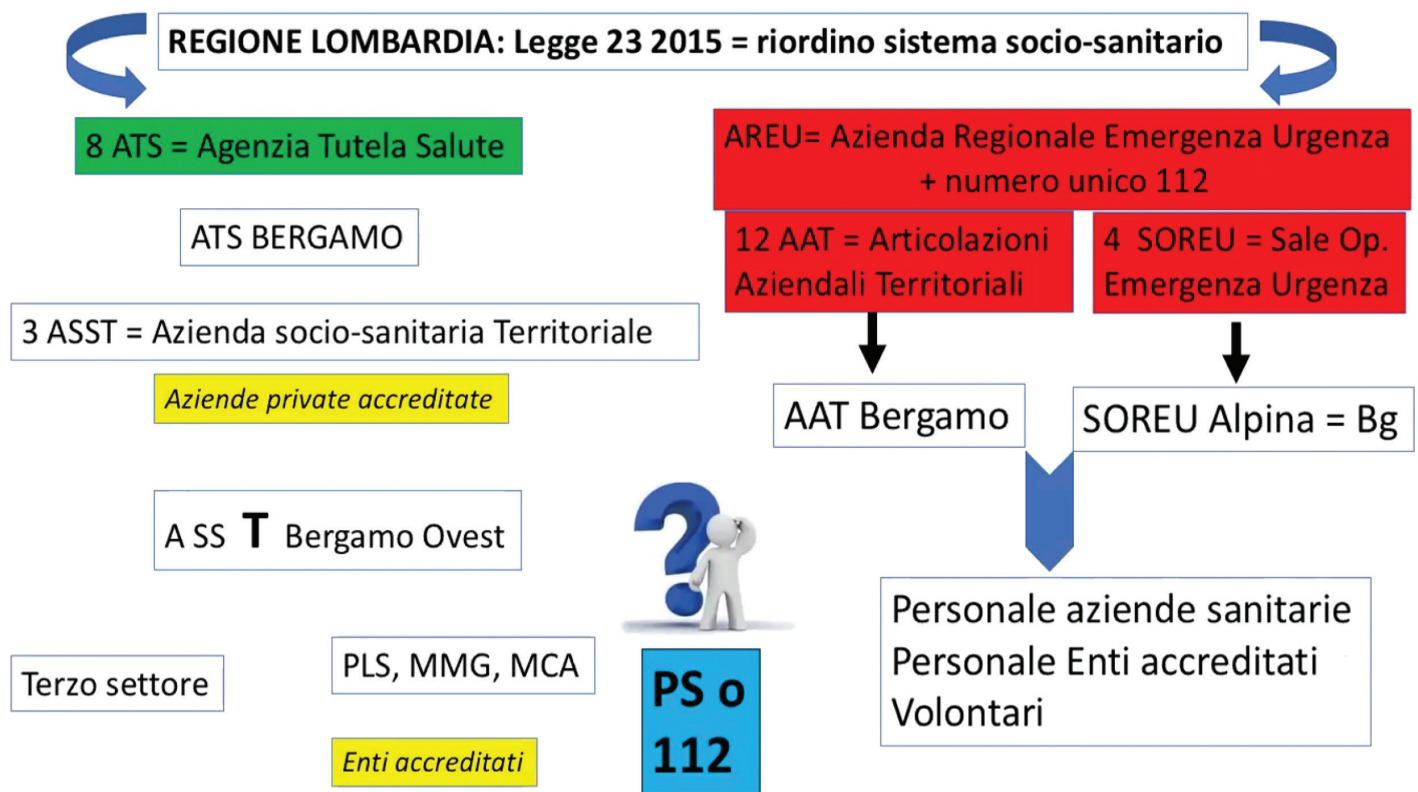 REGIONE LOMBARDIA: Legge 23 2015 = riordino sistema socio-sanitario
8 ATS = Agenzia Tutela Salute
ATS BERGAMO
3 ASST = Azienda socio-sanitaria Territoriale
Aziende private accreditate
A SS T Bergamo Ovest
Terzo settore
PLS, MMG, MCA
Enti accreditati
PS o
112
AREU= Azienda Regionale Emergenza Urgenza
+ numero unico 112
12 AAT = Articolazioni
Aziendali Territoriali
4 SOREU = Sale Op.
Emergenza Urgenza
AAT Bergamo
SOREU Alpina = Bg
Personale aziende sanitarie
Personale Enti accreditati
Volontari